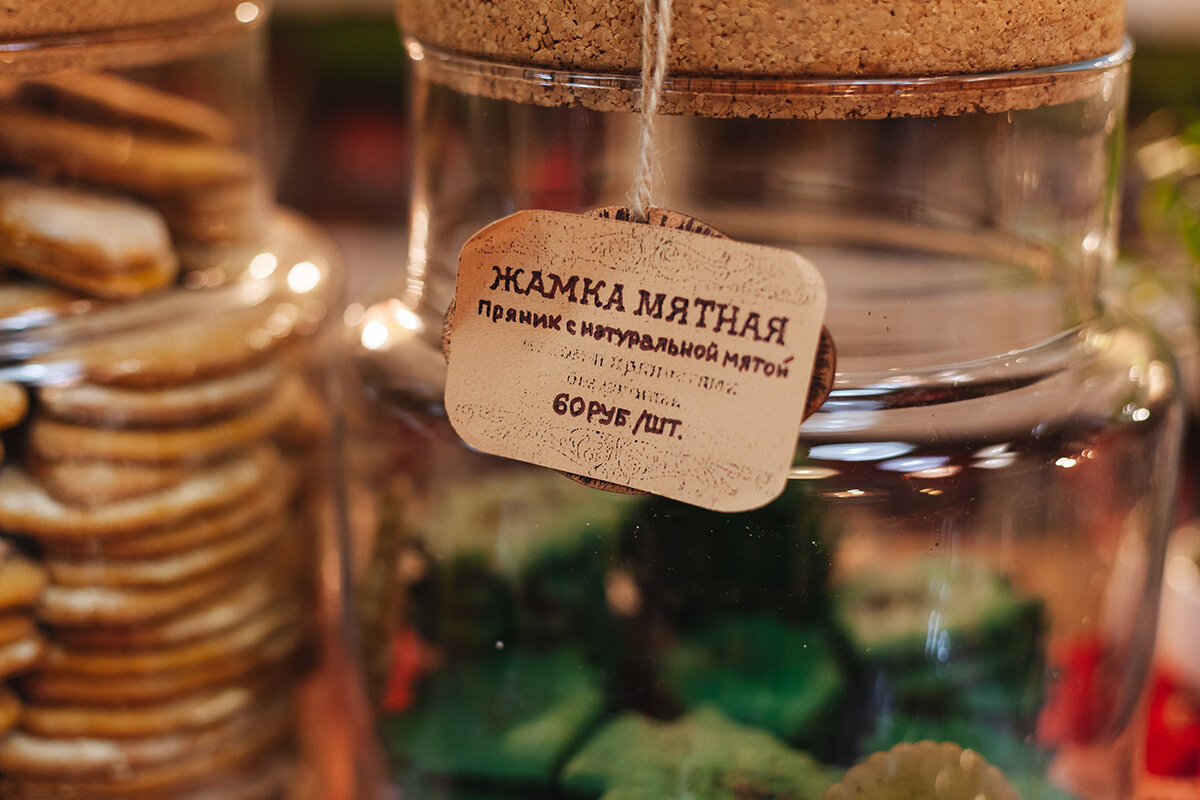 ЖАМКА МЯТНАЯ
Пряник с натуральной мятой
60РУБ/ШТ.